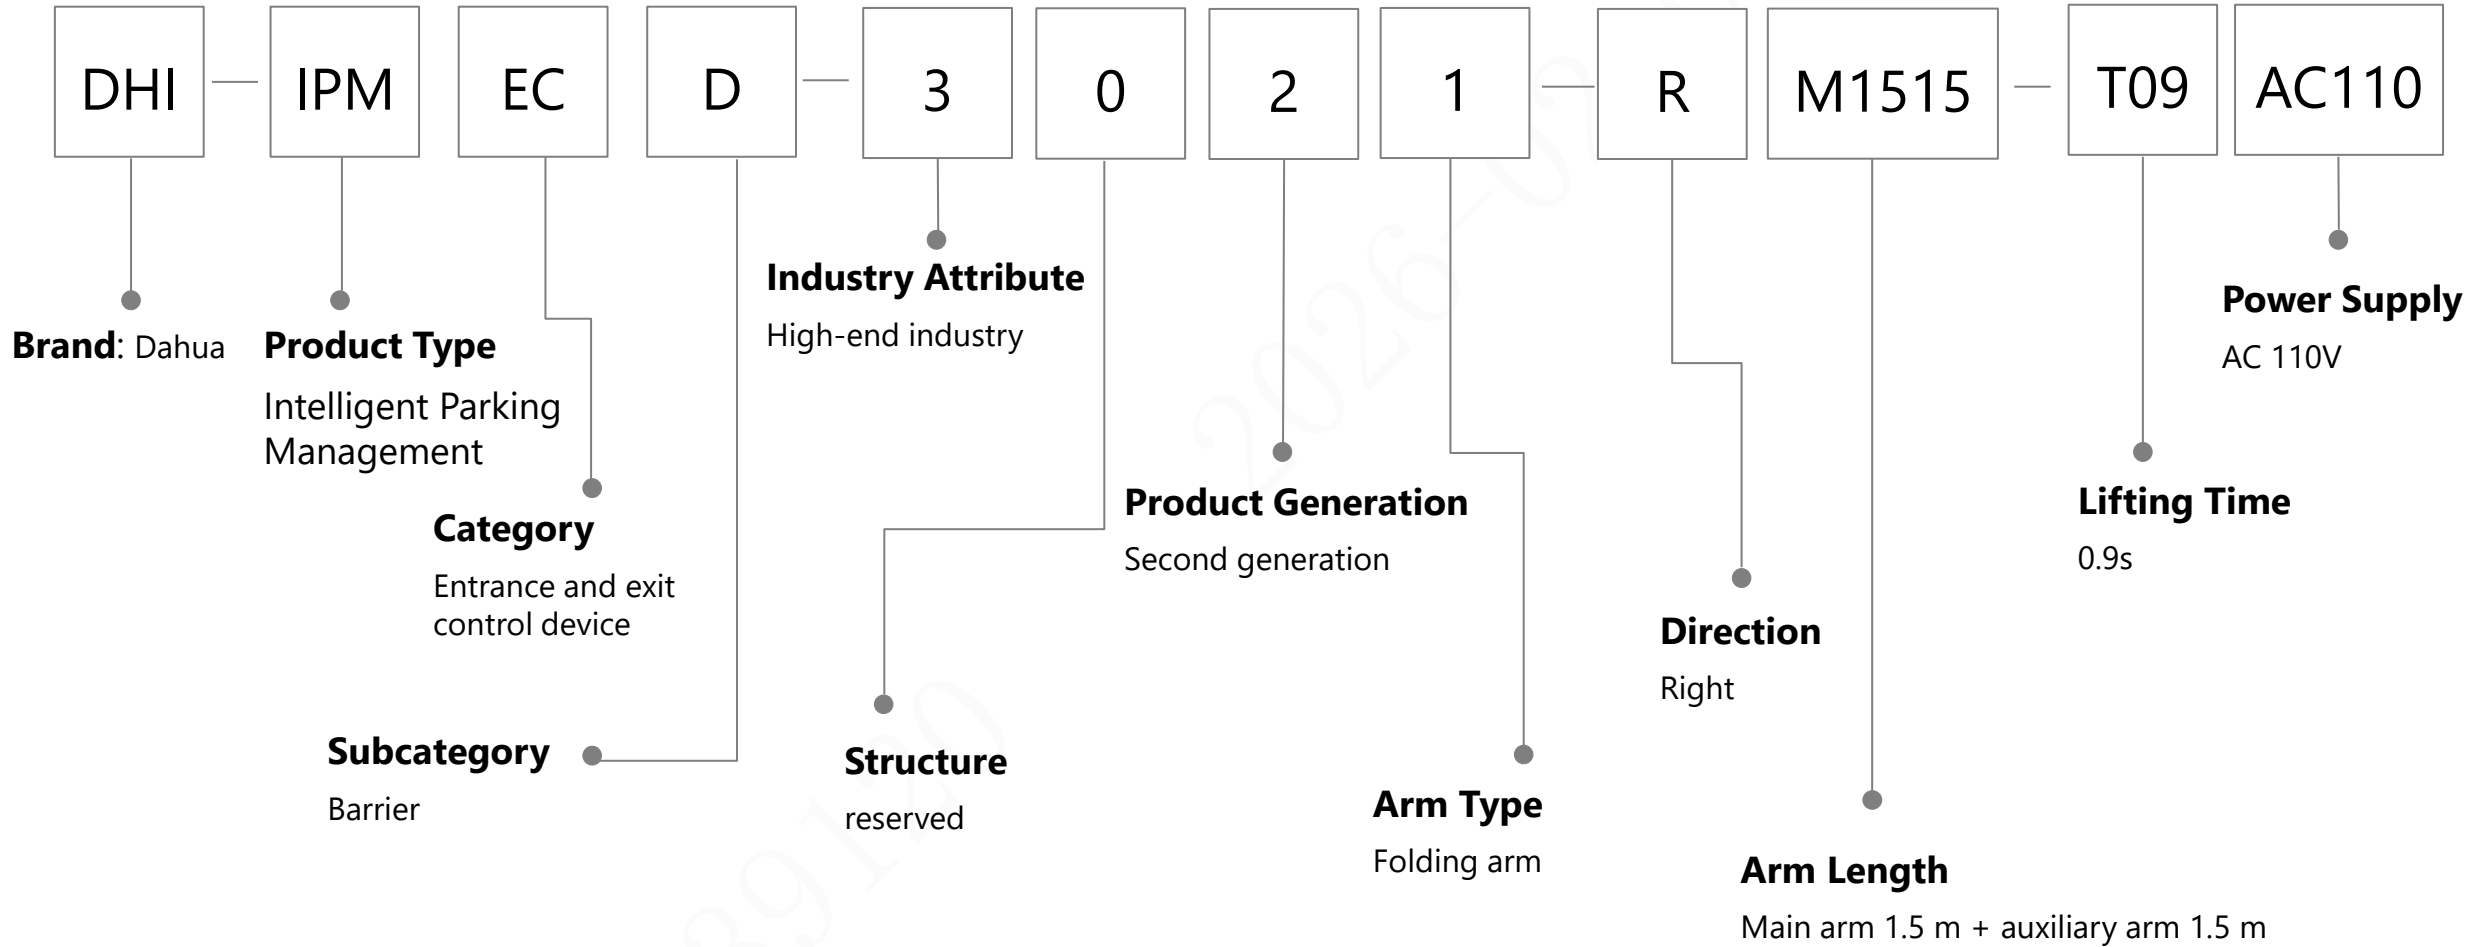 DHI — IPM EC D — 3 0 2 1 — R M1515 — T09 AC110
Brand: Dahua
Product Type
Intelligent Parking
Management
Category
Entrance and exit
control device
Subcategory
Barrier
Industry Attribute
High-end industry
Structure
reserved
Product Generation
Second generation
Arm Type
Folding arm
Direction
Right
Arm Length
Main arm 1.5 m + auxiliary arm 1.5 m
Lifting Time
0.9s
Power Supply
AC 110V